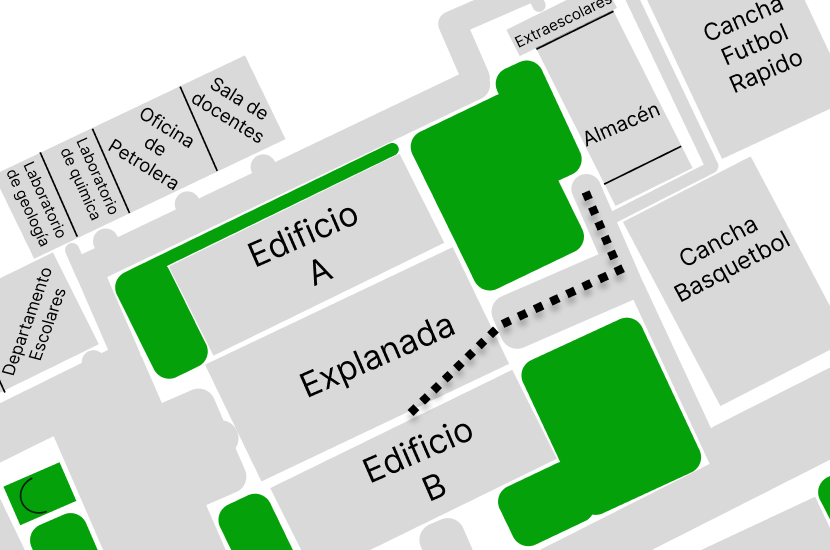 Extraescolares
Cancha
Futbol
Rapido
Sala de
docentes
Oficina
de
Petrolera
Laboratorio
de quimica
Laboratorio
de geología
Almacén
Edificio
A
Cancha
Basquetbol
Departamento
Escolares
Explanada
Edificio
B